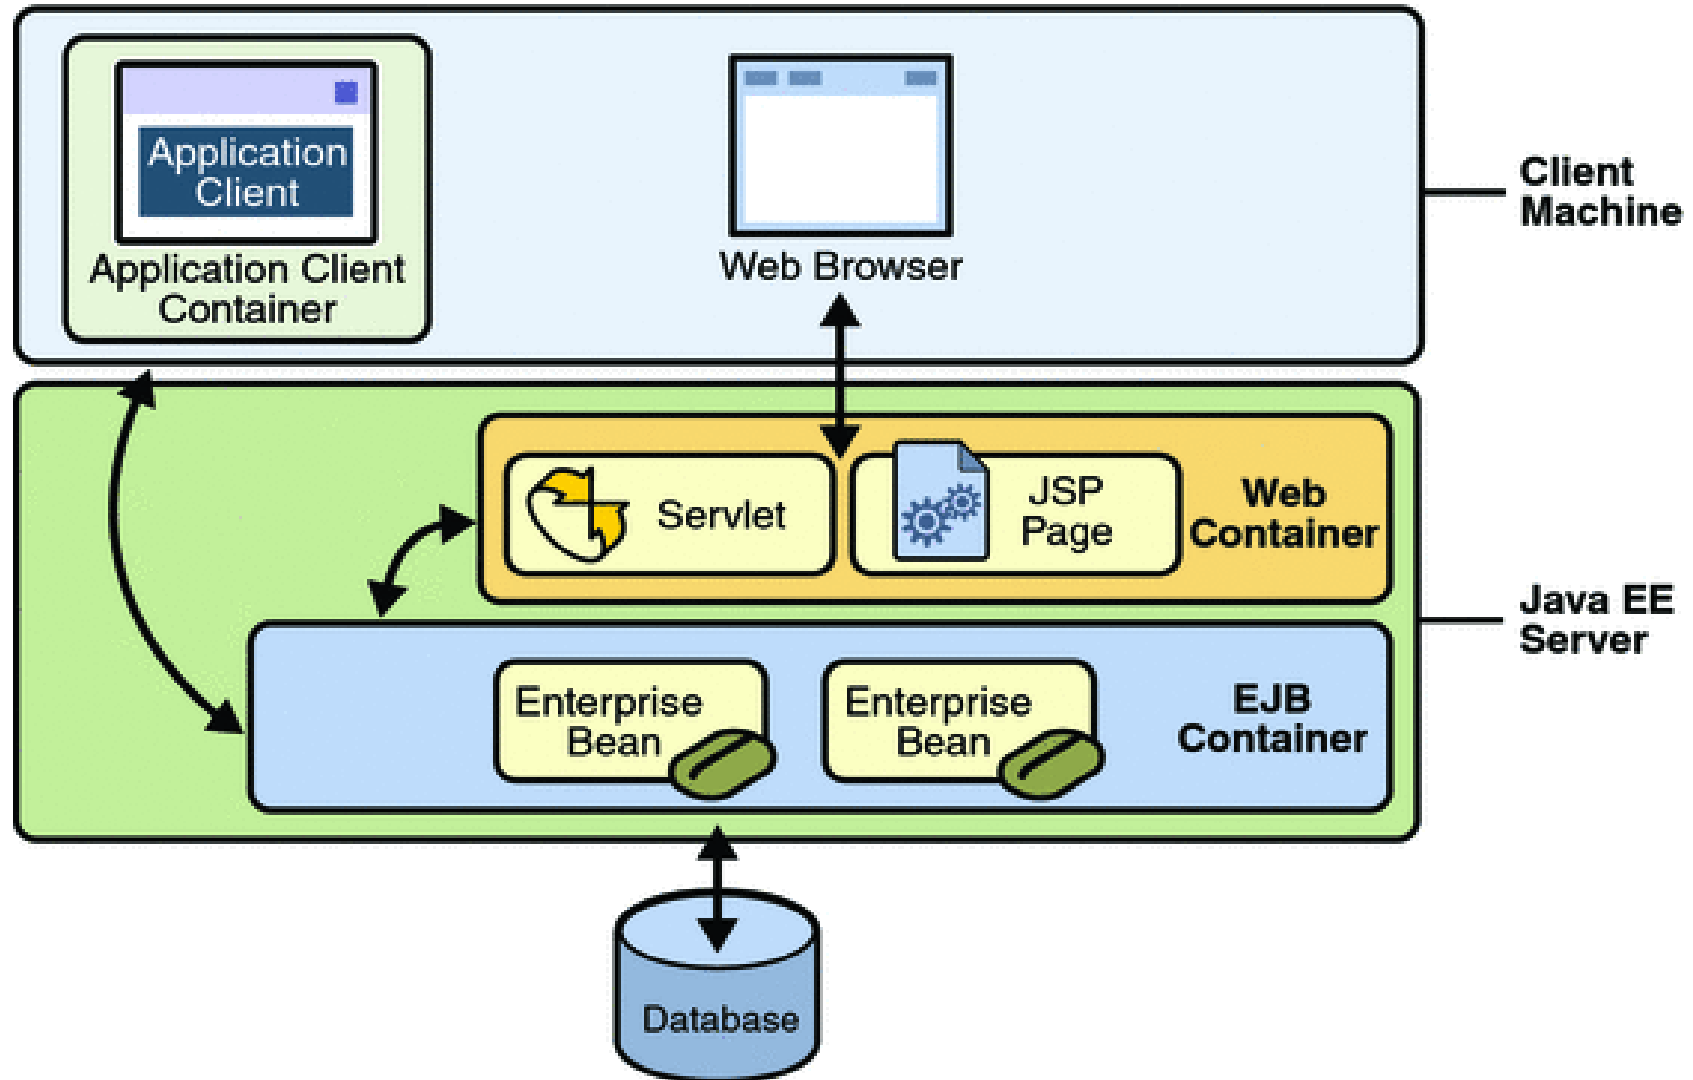 Application
Client
Application Client
Container
Web Browser
Client
Machine
Servlet
JSP
Page
Web
Container
Java EE
Server
Enterprise
Bean
Enterprise
Bean
EJB
Container
Database